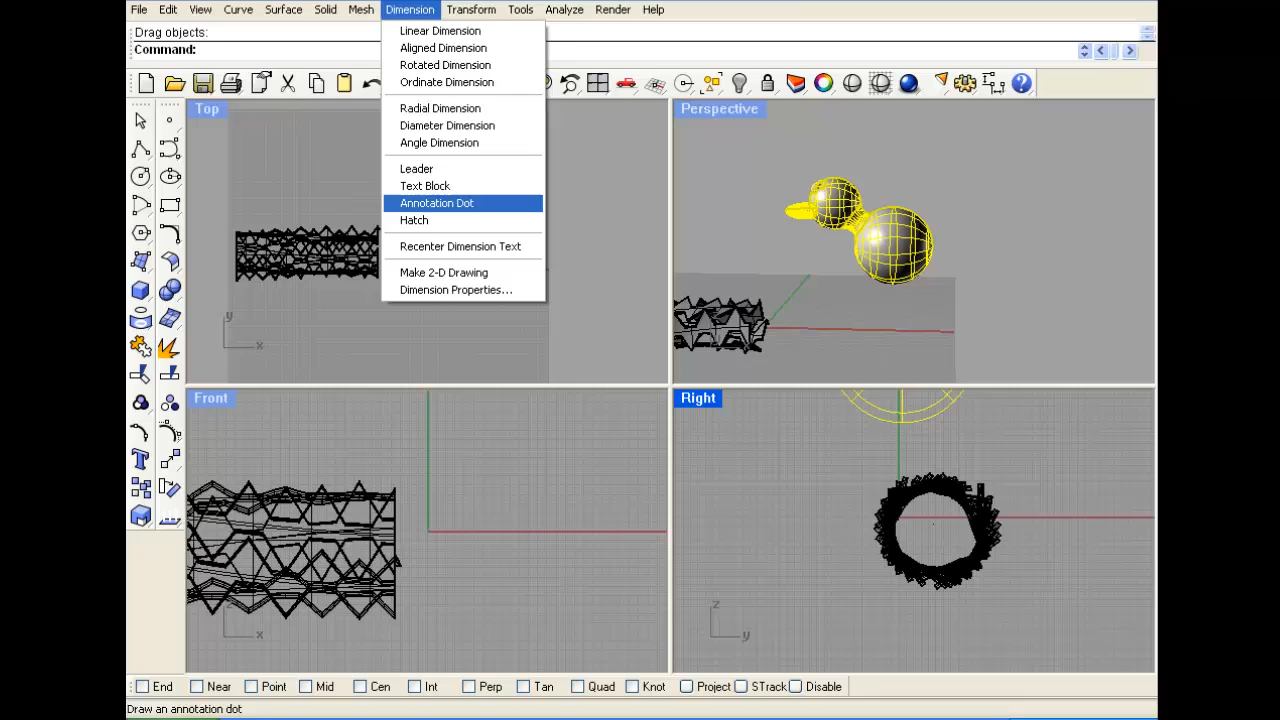 File Edit View Curve Surface Solid Mesh Dimension Transform Tools Analyze Render Help
Drag objects:
Command:
Linear Dimension
Aligned Dimension
Rotated Dimension
Ordinate Dimension
Radial Dimension
Diameter Dimension
Angle Dimension
Leader
Text Block
Annotation Dot
Hatch
Recenter Dimension Text
Make 2-D Drawing
Dimension Properties...
Top
y
x
Perspective
Front
z
x
Right
z
y
End Near Point Mid Cen Int Perp Tan Quad Knot Project STrack Disable
Draw an annotation dot